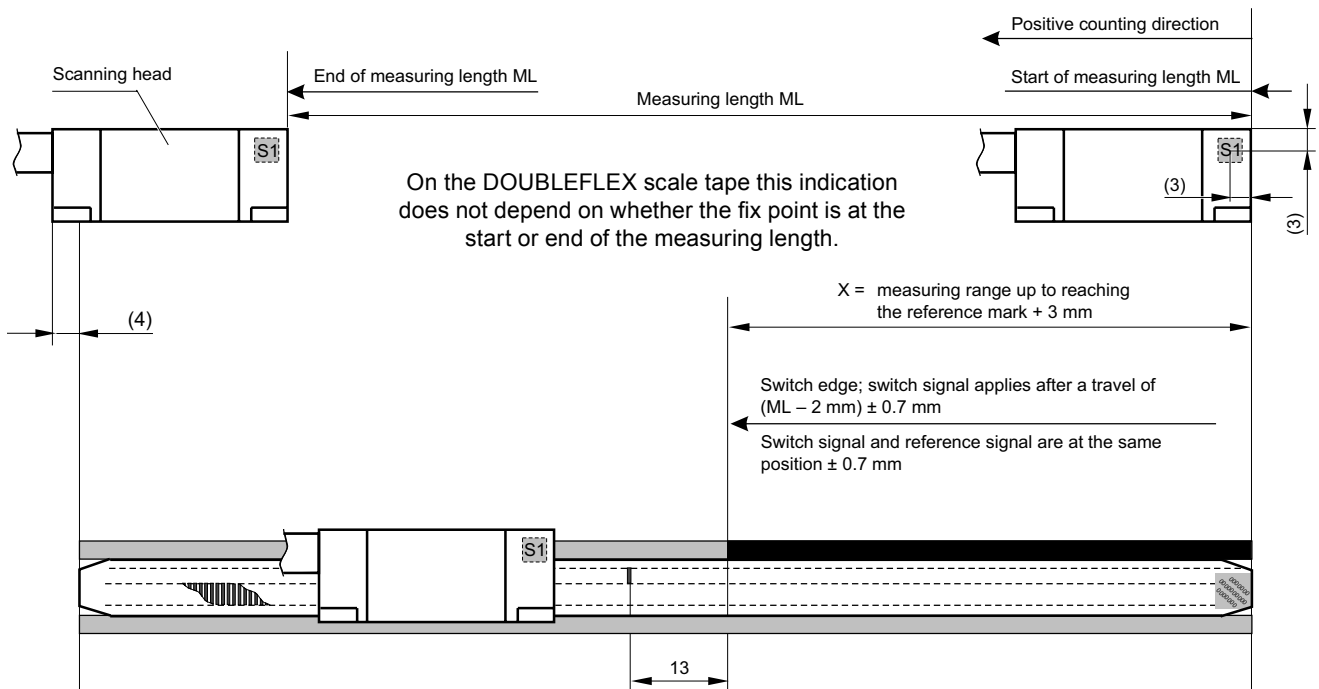 Positive counting direction
Scanning head
End of measuring length ML
Start of measuring length ML
Measuring length ML
S1
S1
On the DOUBLEFLEX scale tape this indication
does not depend on whether the fix point is at the
start or end of the measuring length.
(3)
(3)
X = measuring range up to reaching
the reference mark + 3 mm
(4)
Switch edge; switch signal applies after a travel of
(ML – 2 mm) ± 0.7 mm
Switch signal and reference signal are at the same
position ± 0.7 mm
S1
13